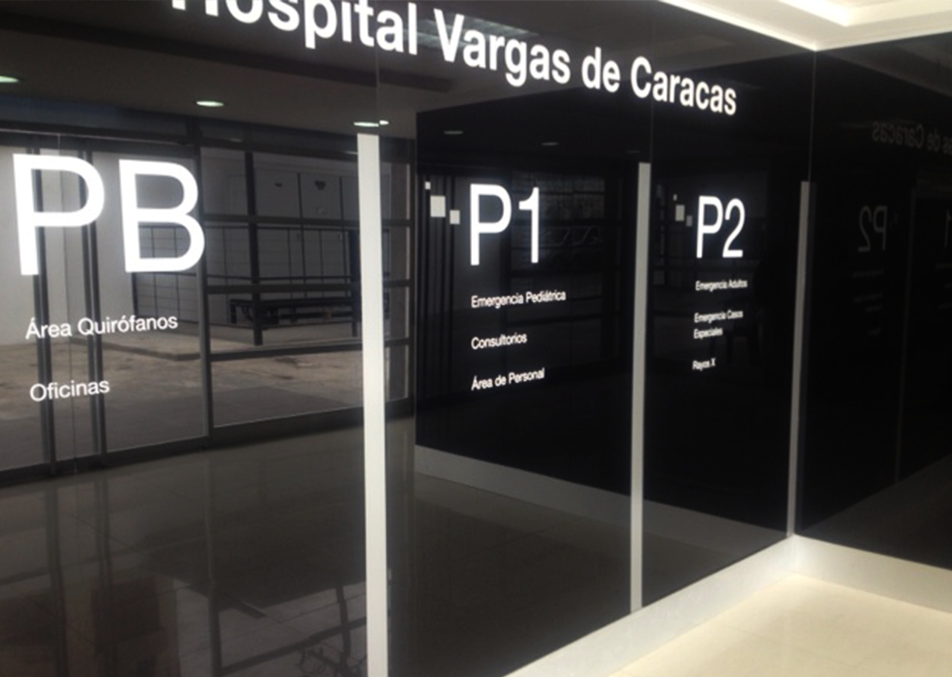 Hospital Vargas de Caracas
PB
Área Quirófanos
Oficinas
P1
Emergencia Pediátrica
Consultorios
Área de Personal
P2
Emergencia Adultos
Emergencia Casos
Especiales
Rayos X